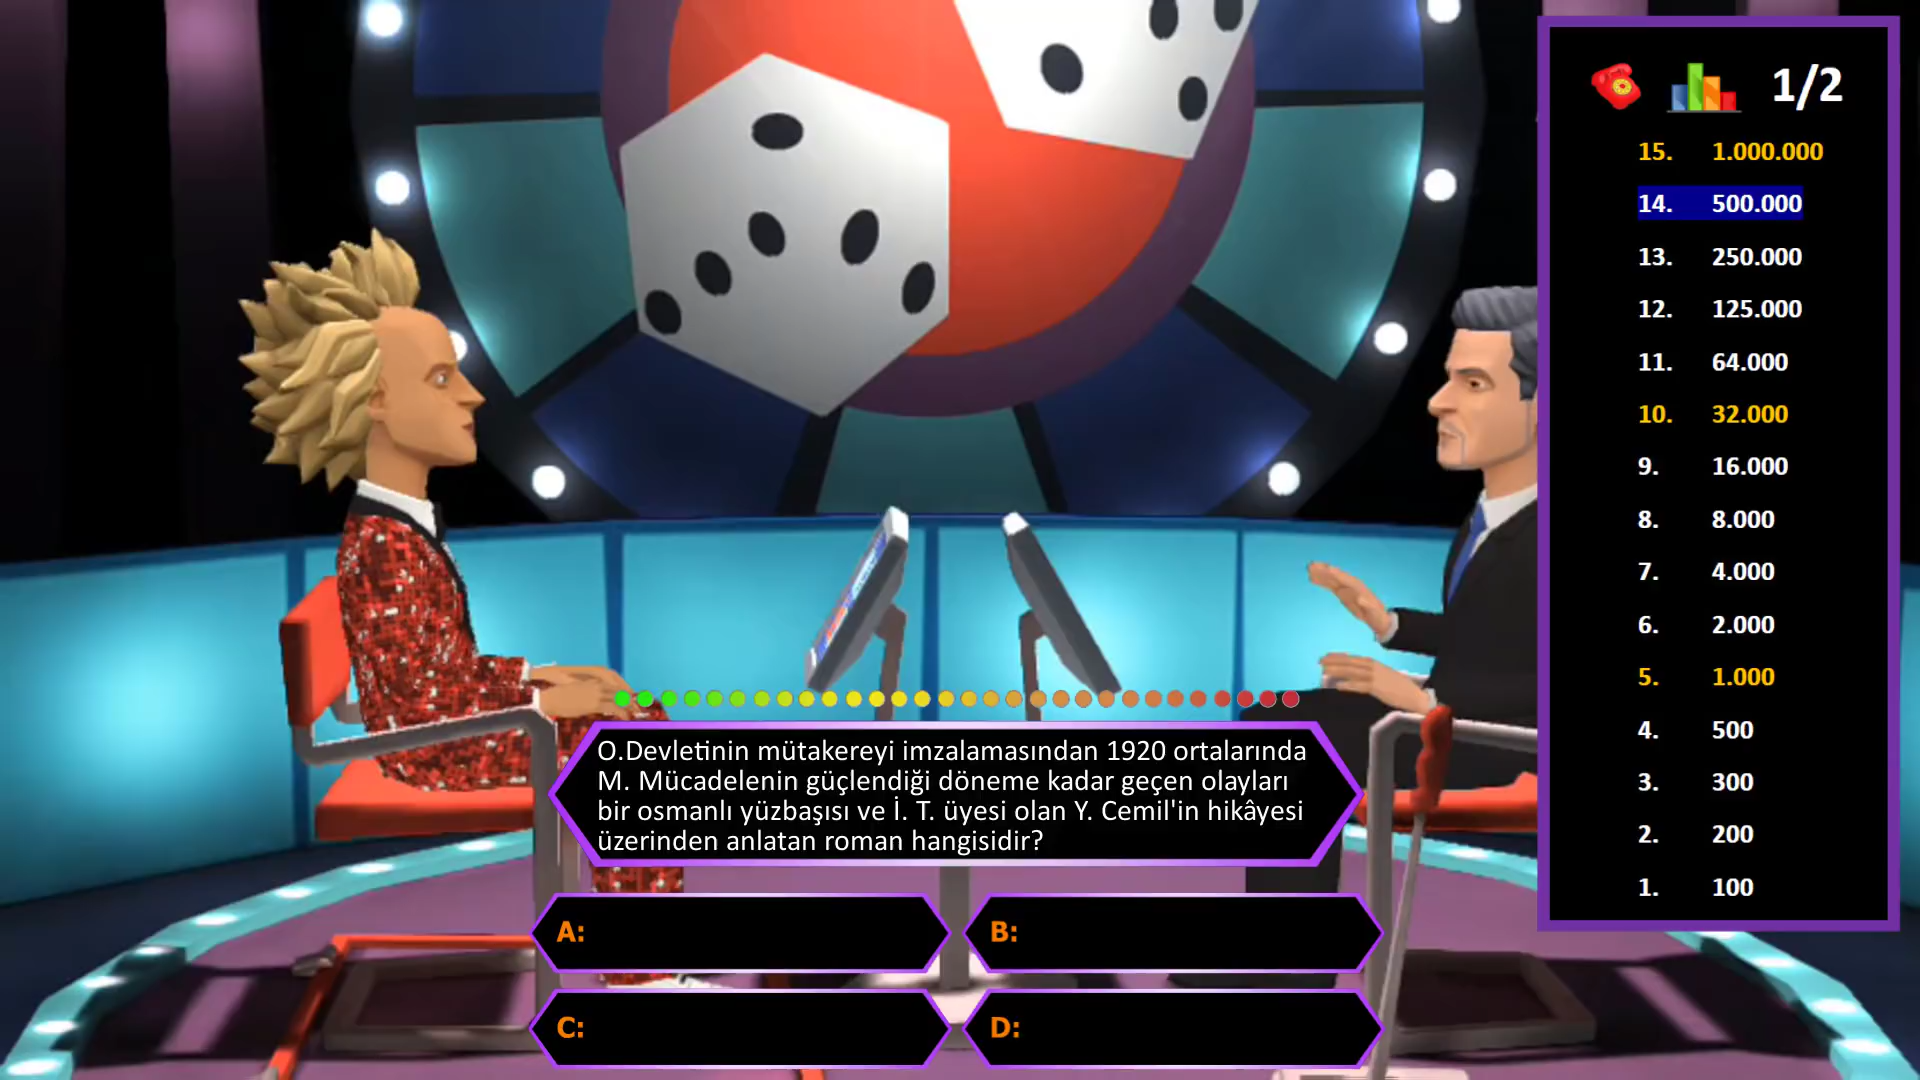 1/2
15. 1.000.000
14. 500.000
13. 250.000
12. 125.000
11. 64.000
10. 32.000
9. 16.000
8. 8.000
7. 4.000
6. 2.000
5. 1.000
4. 500
3. 300
2. 200
1. 100
O.Devletinin mütakereyi imzalamasından 1920 ortalarında
M. Mücadelenin güçlendiği döneme kadar geçen olayları
bir osmanlı yüzbaşısı ve İ. T. üyesi olan Y. Cemil'in hikâyesi
üzerinden anlatan roman hangisidir?
A:
B:
C:
D: